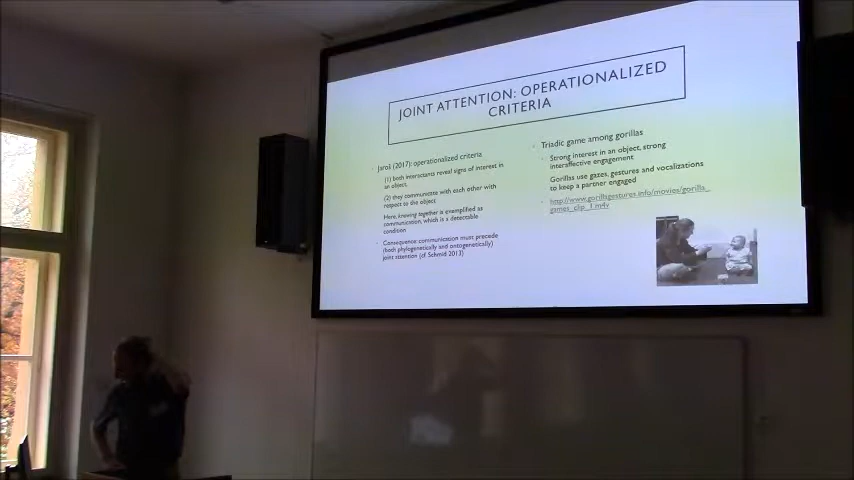 JOINT ATTENTION: OPERATIONALIZED
CRITERIA
Jaroš (2017): operationalized criteria
(1) both interactants reveal signs of interest in
an object,
(2) they communicate with each other with
respect to the object
Here, knowing together is exemplified as
communication, which is a detectable
condition
Consequence: communication must precede
(both phylogenetically and ontogenetically)
joint attention (cf Schmid 2013)
Triadic game among gorillas
Strong interest in an object, strong
interaffective engagement
Gorillas use gazes, gestures and vocalizations
to keep a partner engaged
http://www.gorillagestures.info/movies/gorilla_
games_clip_1.m4v